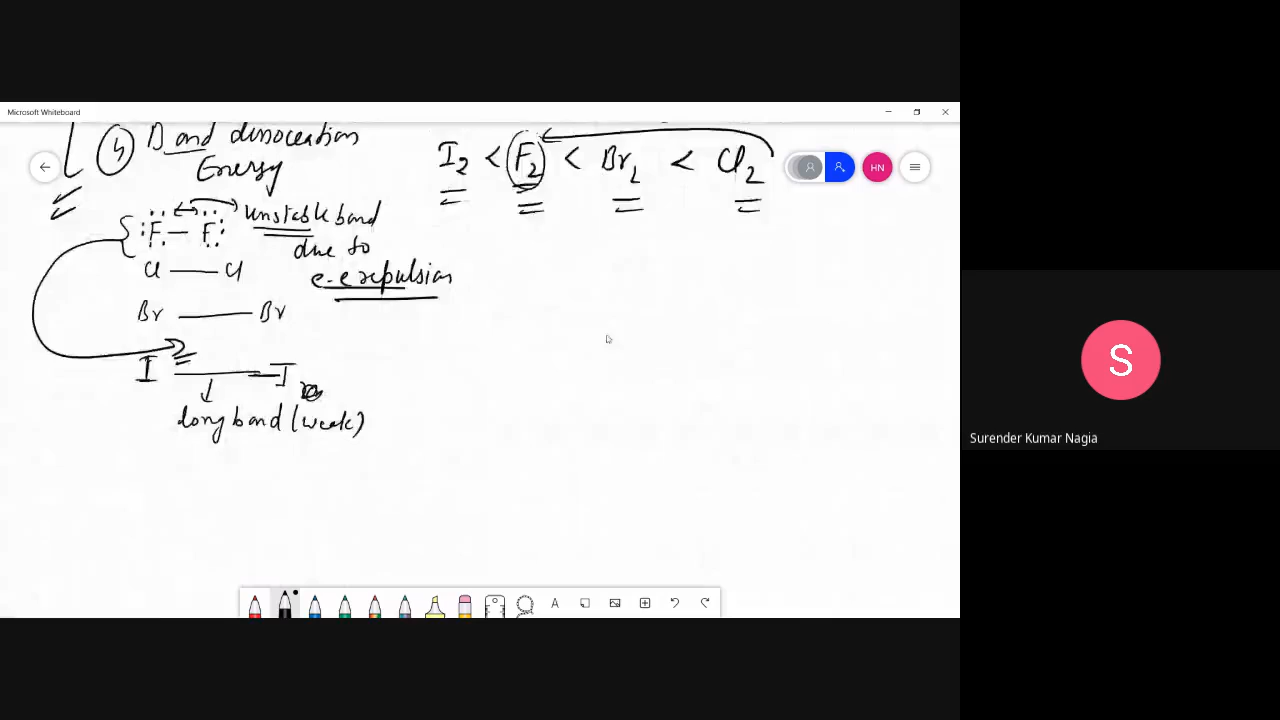 Microsoft Whiteboard
4 Bond dissociation
Energy
I2 < F2 < Br2 < Cl2
HN
F — F unstable bond
due to
e-e repulsion
Cl — Cl
Br — Br
I — I
long bond (weak)
A
S
Surender Kumar Nagia